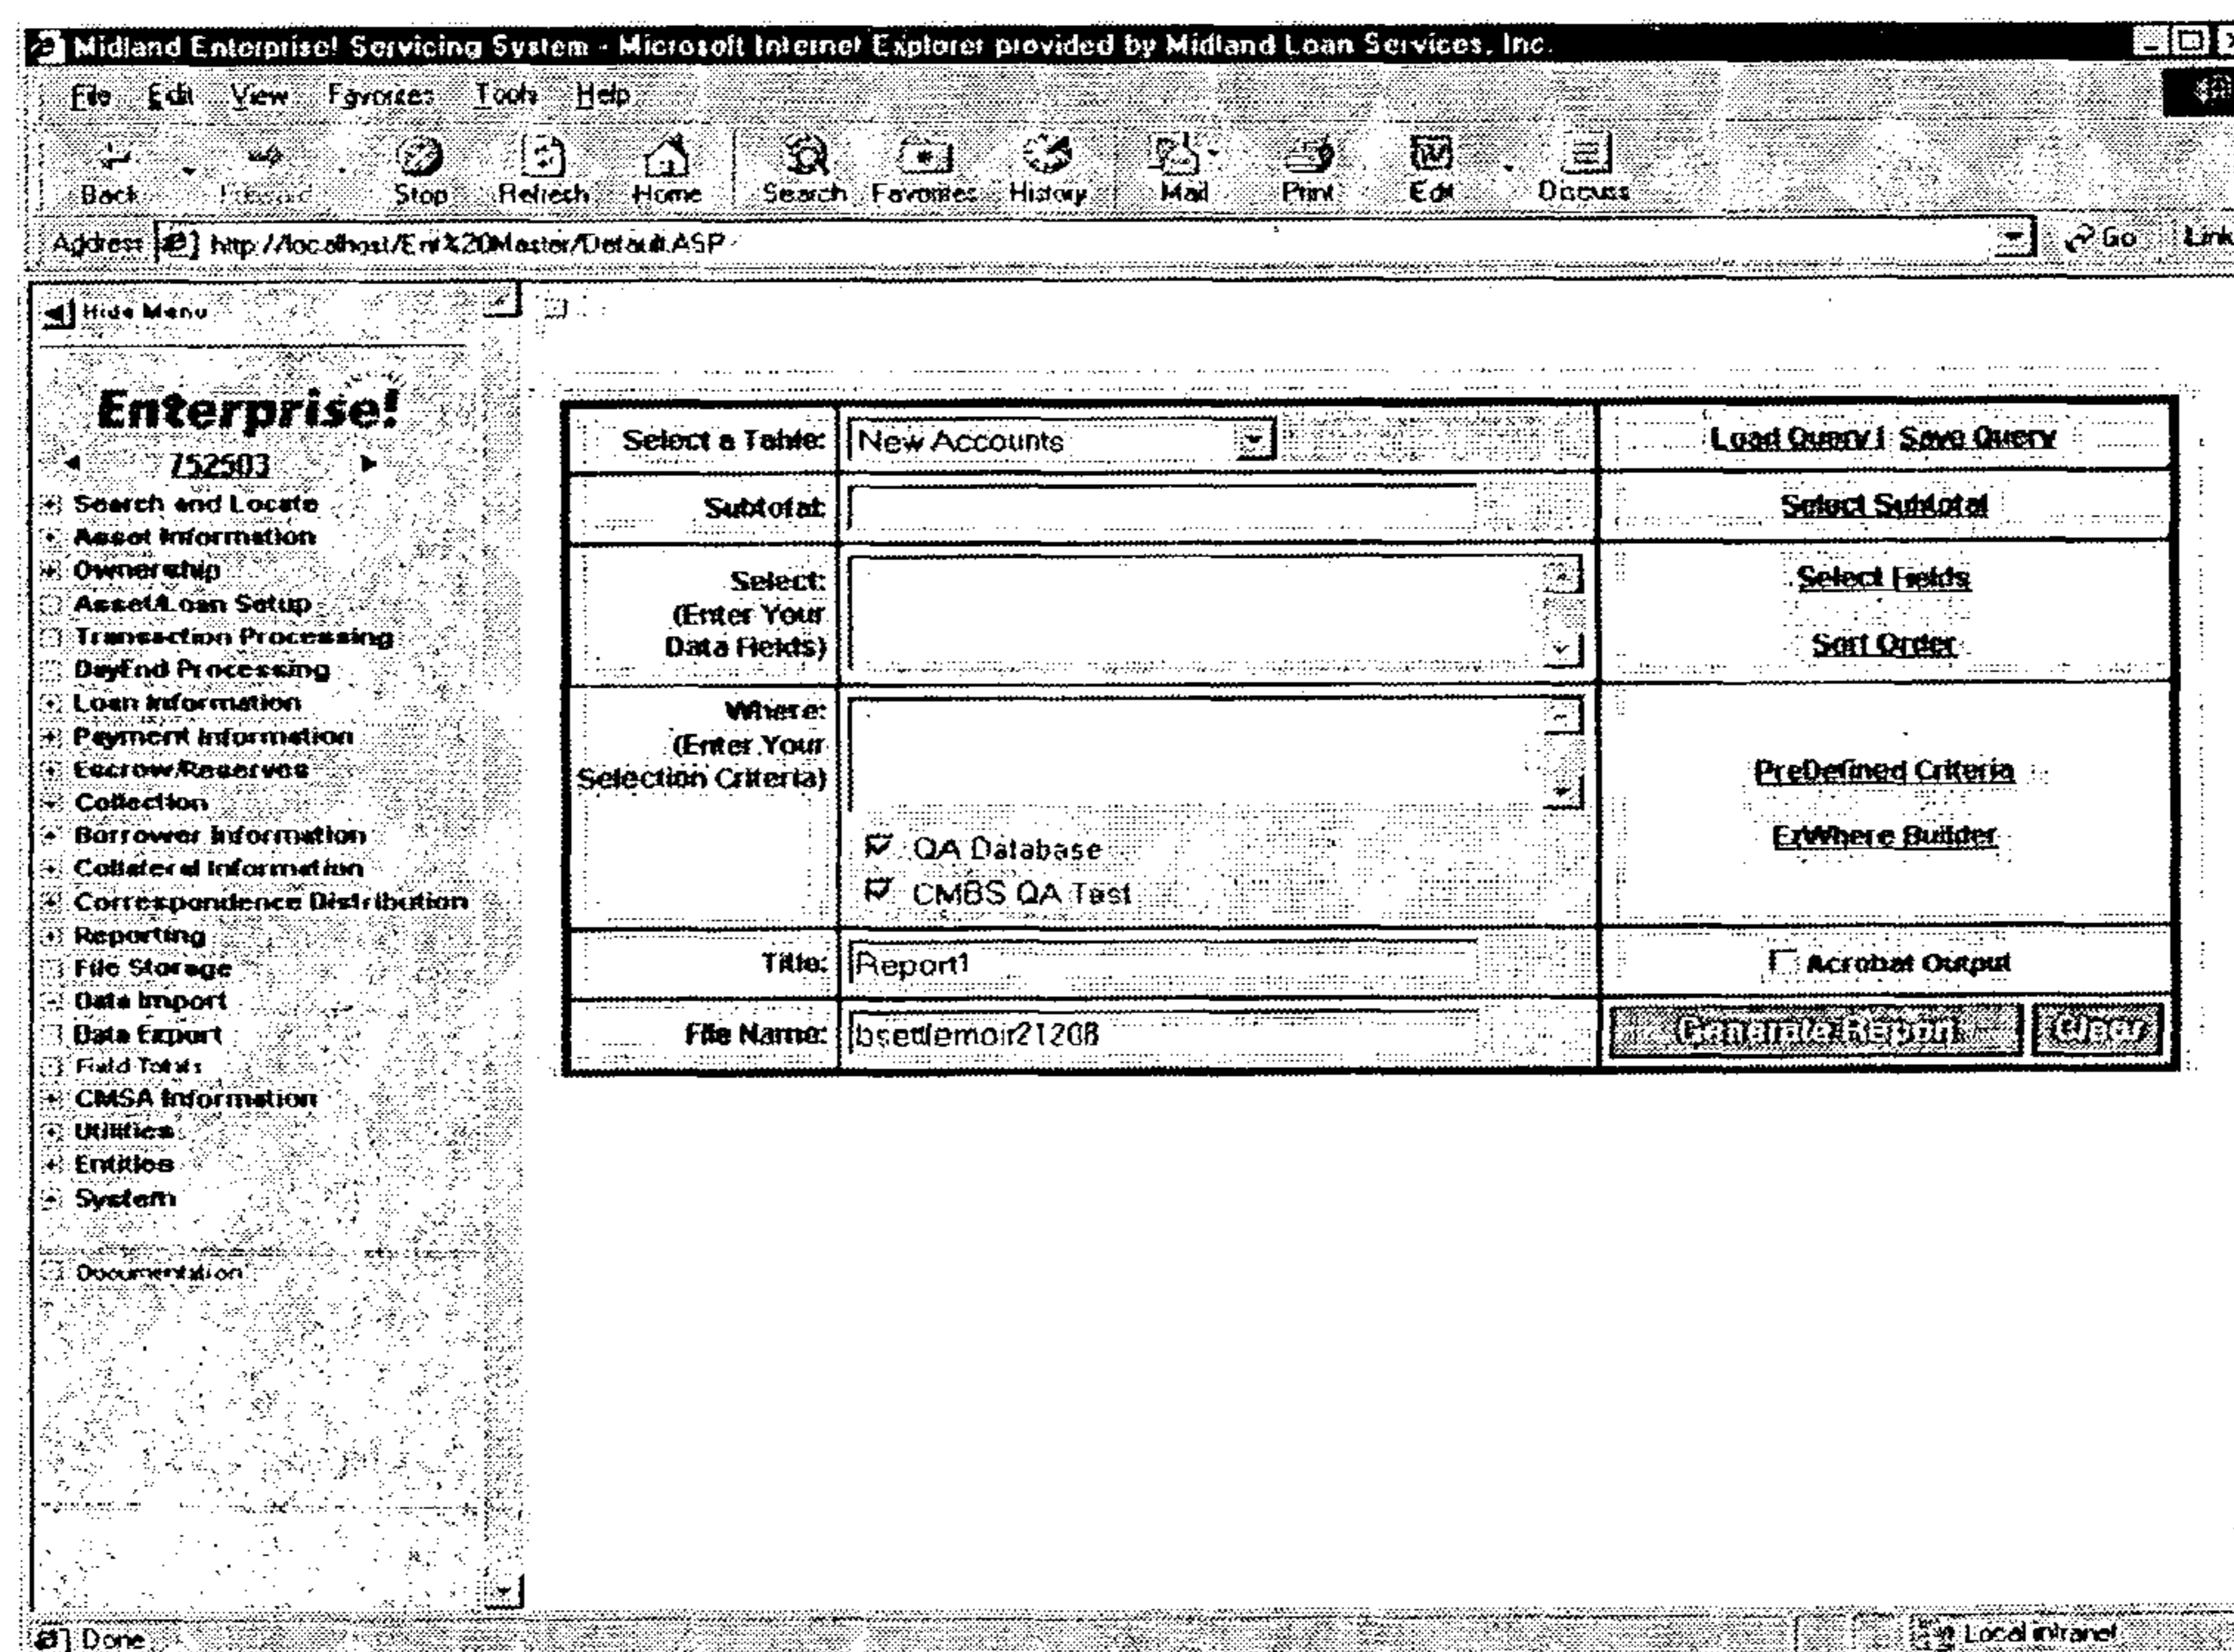 Midland Enterprise! Servicing System - Microsoft Internet Explorer provided by Midland Loan Services, Inc.
File Edit View Favorites Tools Help
Back Forward Stop Refresh Home Search Favorites History Mail Print Edit Discuss
Address http://localhost/Ent%20Master/Default.ASP Go Link
Hide Menu
Enterprise!
752503
Search and Locate
Asset Information
Ownership
Asset/Loan Setup
Transaction Processing
DayEnd Processing
Loan Information
Payment Information
Escrow/Reserves
Collection
Borrower Information
Collateral Information
Correspondence Distribution
Reporting
File Storage
Data Import
Data Export
Field Totals
CMSA Information
Utilities
Entities
System
Documentation
Select a Table: New Accounts Load Query | Save Query
Subtotal: Select Subtotal
Select:
(Enter Your
Data Fields)
Select Fields
Sort Order
Where:
(Enter Your
Selection Criteria)
QA Database
CMBS QA Test
PreDefined Criteria
EzWhere Builder
Title: Report1 Acrobat Output
File Name: bsettlemoir21208 Generate Report Clear
Done Local intranet